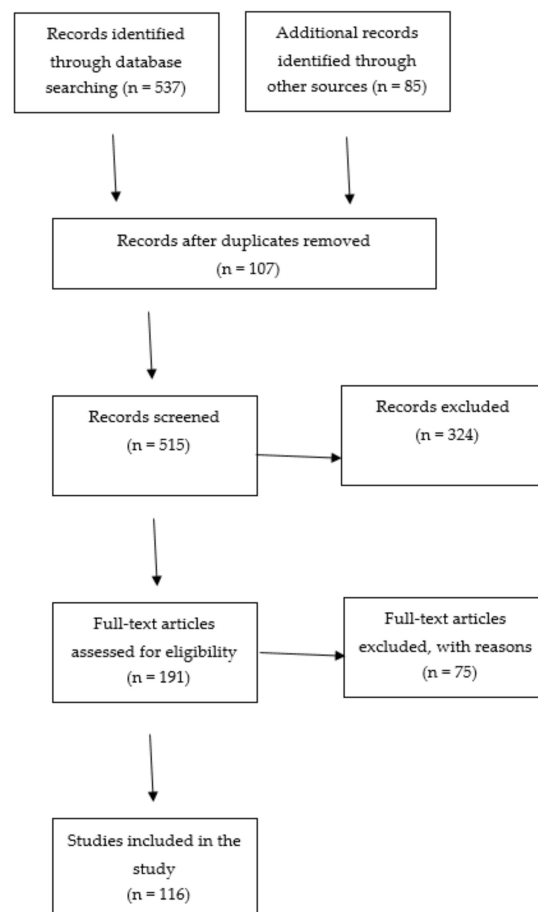 Records identified
through database
searching (n = 537)
Additional records
identified through
other sources (n = 85)
Records after duplicates removed
(n = 107)
Records screened
(n = 515)
Records excluded
(n = 324)
Full-text articles
assessed for eligibility
(n = 191)
Full-text articles
excluded, with reasons
(n = 75)
Studies included in the
study
(n = 116)